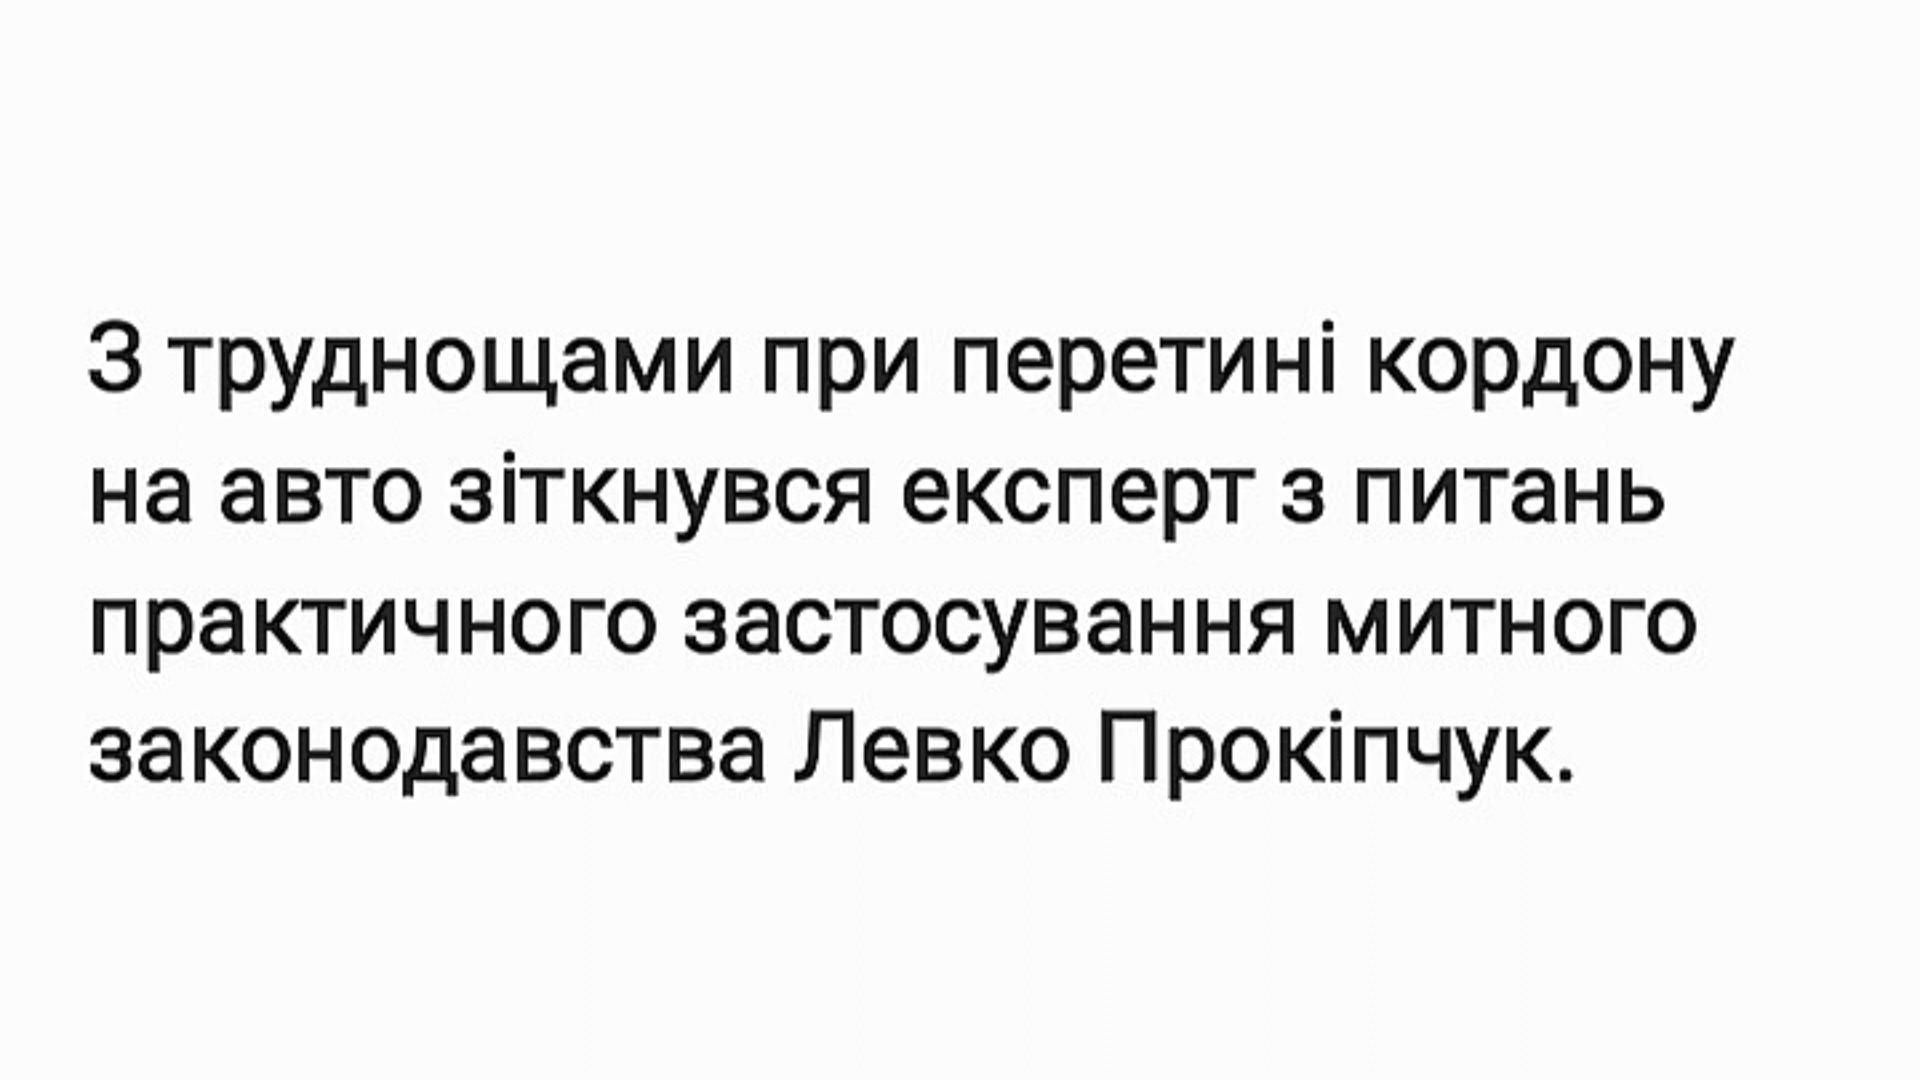 З труднощами при перетині кордону
на авто зіткнувся експерт з питань
практичного застосування митного
законодавства Левко Прокіпчук.